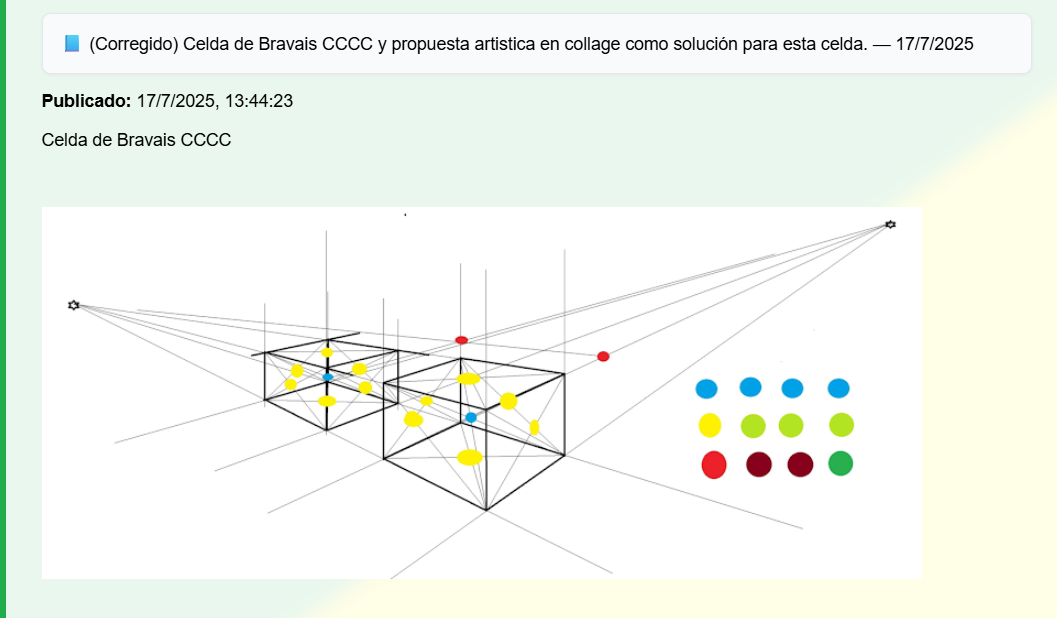 (Corregido) Celda de Bravais CCCC y propuesta artistica en collage como solución para esta celda. — 17/7/2025
Publicado: 17/7/2025, 13:44:23
Celda de Bravais CCCC